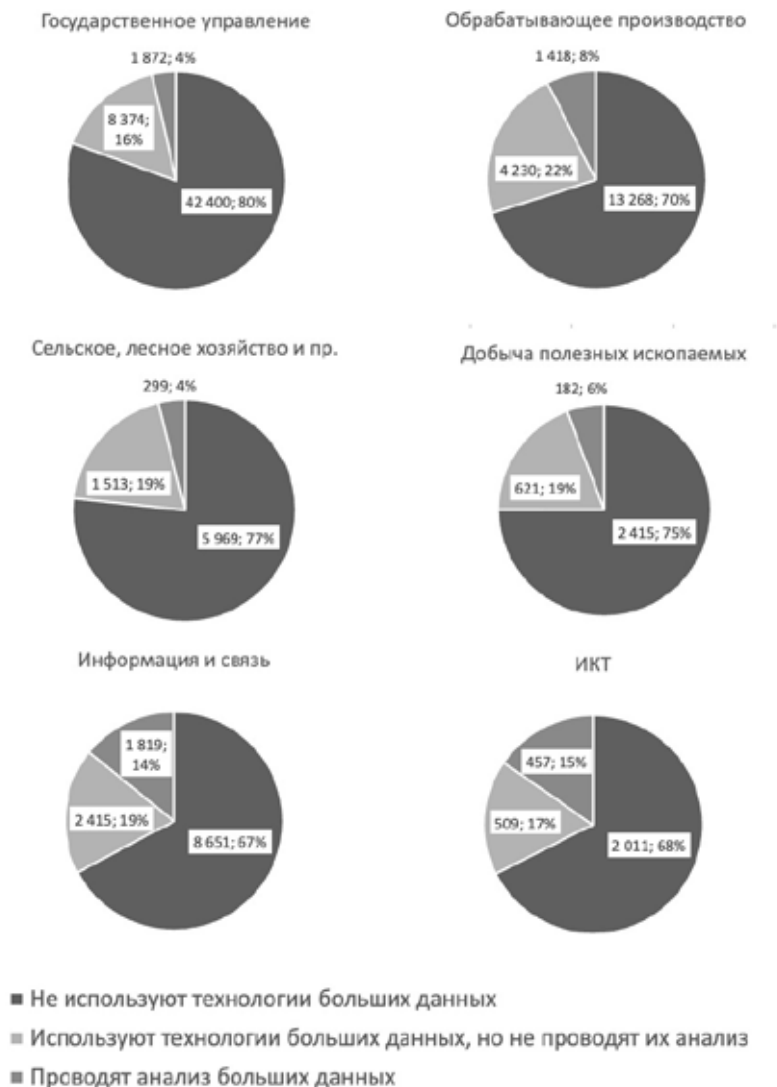 Государственное управление
1 872; 4%
8 374;
16%
42 400; 80%
Обрабатывающее производство
1 418; 8%
4 230; 22%
13 268; 70%
Сельское, лесное хозяйство и пр.
299; 4%
1 513; 19%
5 969; 77%
Добыча полезных ископаемых
182; 6%
621; 19%
2 415; 75%
Информация и связь
1 819;
14%
2 415; 19%
8 651; 67%
ИКТ
457; 15%
509; 17%
2 011; 68%
Не используют технологии больших данных
Используют технологии больших данных, но не проводят их анализ
Проводят анализ больших данных